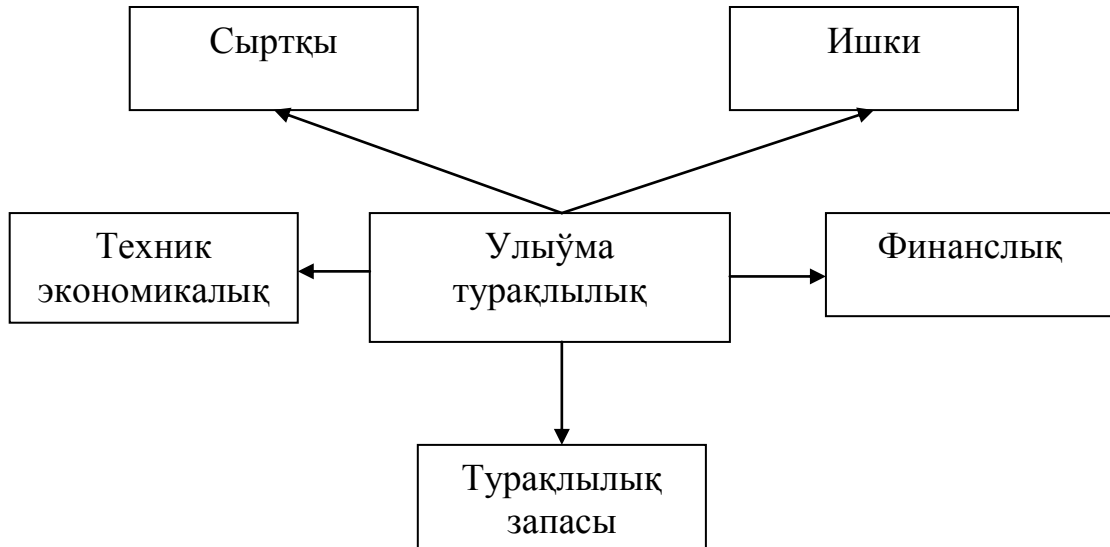 Сыртқы
Ишки
Техник
экономикалық
Улыўма
турақлылық
Финанслық
Турақлылық
запасы